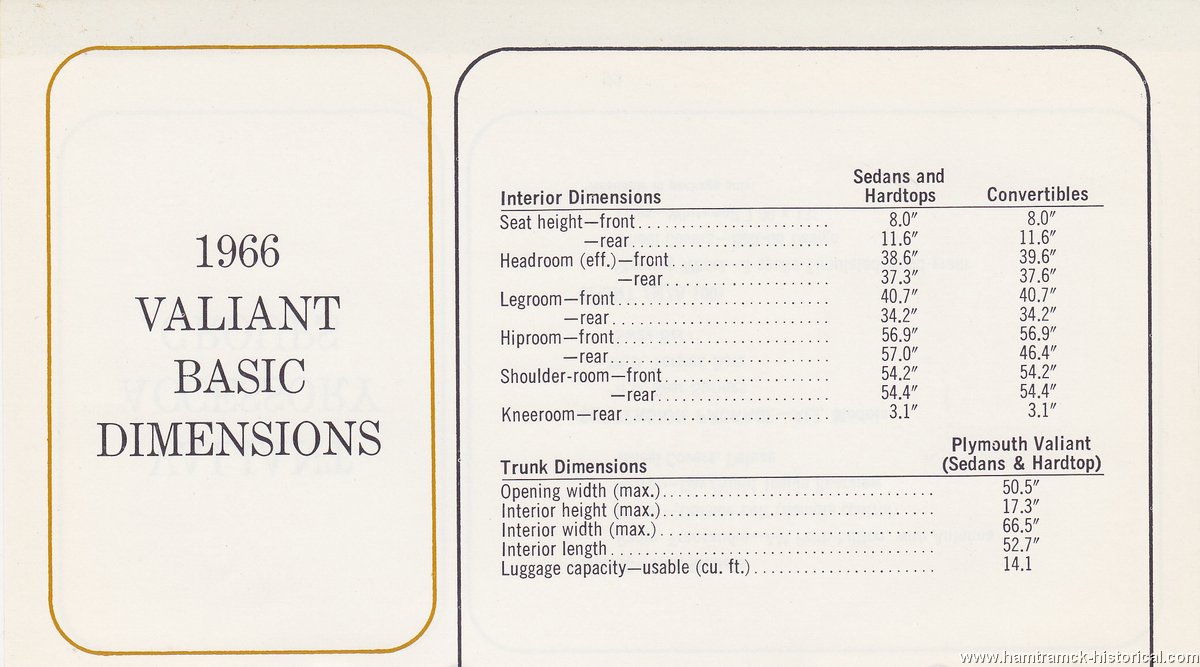 1966
VALIANT
BASIC
DIMENSIONS
Interior Dimensions Sedans and Hardtops Convertibles
Seat height—front 8.0″ 8.0″
—rear 11.6″ 11.6″
Headroom (eff.)—front 38.6″ 39.6″
—rear 37.3″ 37.6″
Legroom—front 40.7″ 40.7″
—rear 34.2″ 34.2″
Hiproom—front 56.9″ 56.9″
—rear 57.0″ 46.4″
Shoulder-room—front 54.2″ 54.2″
—rear 54.4″ 54.4″
Kneeroom—rear 3.1″ 3.1″
Trunk Dimensions Plymouth Valiant (Sedans & Hardtop)
Opening width (max.) 50.5″
Interior height (max.) 17.3″
Interior width (max.) 66.5″
Interior length 52.7″
Luggage capacity—usable (cu. ft.) 14.1
www.hamtramck-historical.com